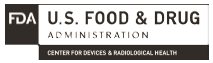 FDA U.S. FOOD & DRUG
ADMINISTRATION
CENTER FOR DEVICES & RADIOLOGICAL HEALTH